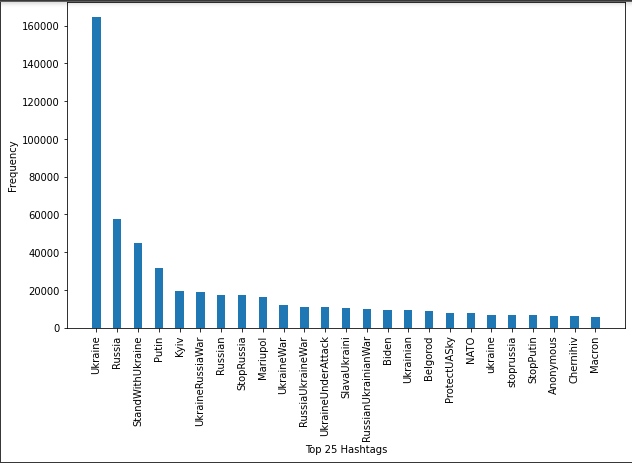 160000
140000
120000
100000
80000
60000
40000
20000
0
Frequency
Ukraine
Russia
StandWithUkraine
Putin
Kyiv
UkraineRussiaWar
Russian
StopRussia
Mariupol
UkraineWar
RussiaUkraineWar
UkraineUnderAttack
SlavaUkraini
RussianUkrainianWar
Biden
Ukrainian
Belgorod
ProtectUASky
NATO
ukraine
stoprussia
StopPutin
Anonymous
Chernihiv
Macron
Top 25 Hashtags